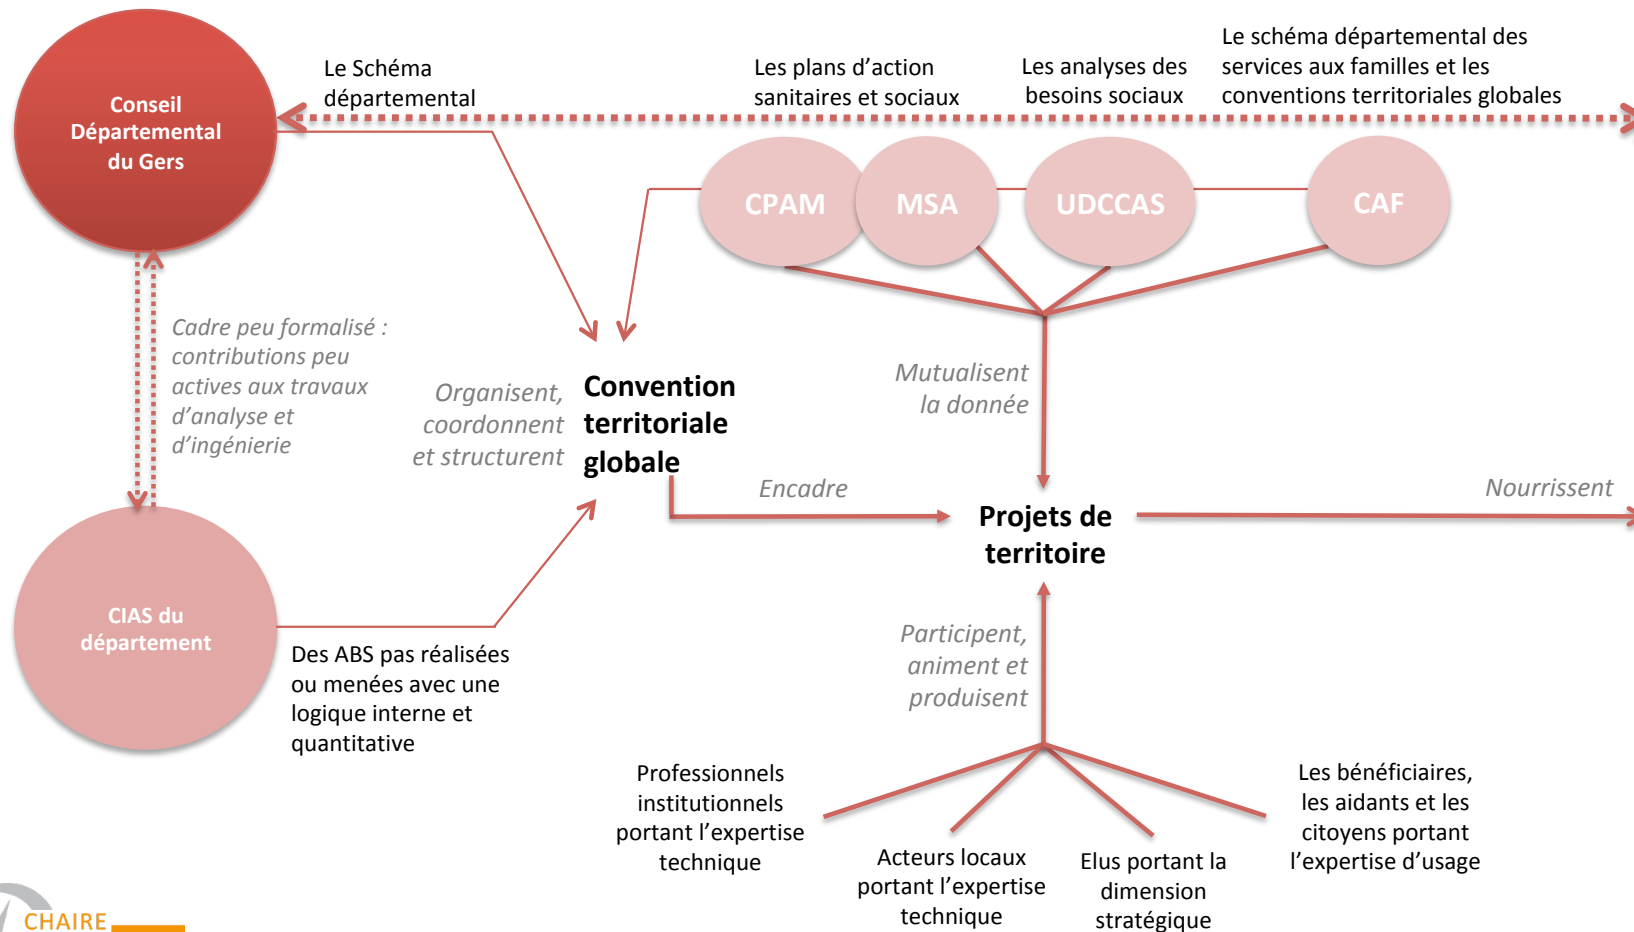 Conseil
Départemental
du Gers
Le Schéma
départemental
Les plans d’action
sanitaires et sociaux
Les analyses des
besoins sociaux
Le schéma départemental des
services aux familles et les
conventions territoriales globales
CPAM
MSA
UDCCAS
CAF
Cadre peu formalisé :
contributions peu
actives aux travaux
d’analyse et
d’ingénierie
Organisent,
coordonnent
et structurent
Convention
territoriale
globale
Mutualisent
la donnée
Encadre
Projets de
territoire
Nourrissent
CIAS du
département
Des ABS pas réalisées
ou menées avec une
logique interne et
quantitative
Participent,
animent et
produisent
Professionnels
institutionnels
portant l’expertise
technique
Acteurs locaux
portant l’expertise
technique
Elus portant la
dimension
stratégique
Les bénéficiaires,
les aidants et les
citoyens portant
l’expertise d’usage
CHAIRE